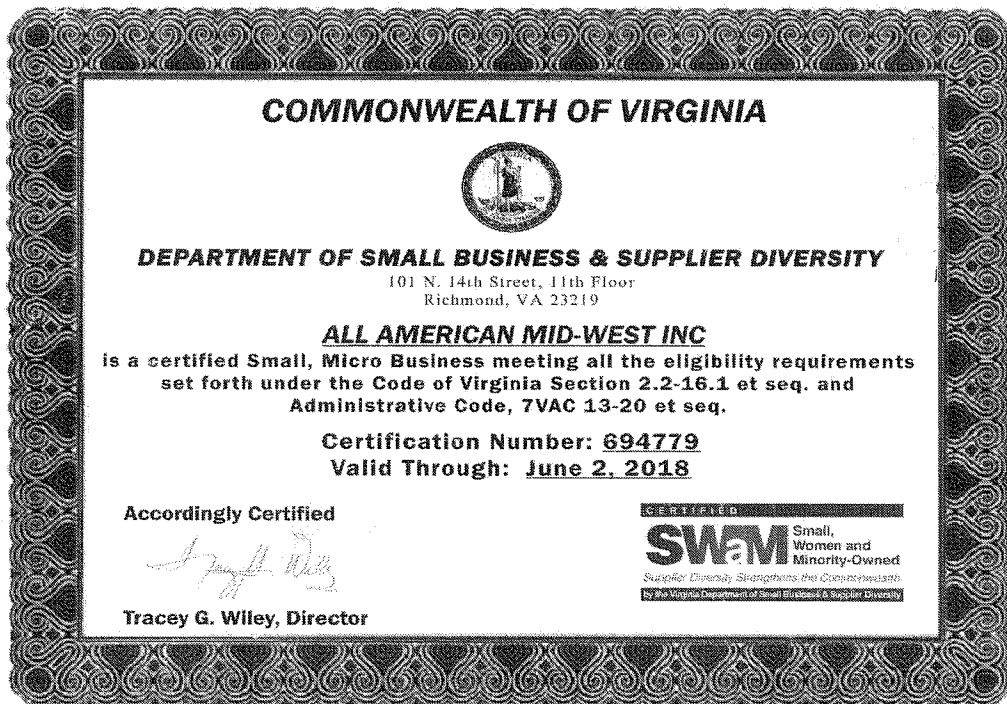 COMMONWEALTH OF VIRGINIA
DEPARTMENT OF SMALL BUSINESS & SUPPLIER DIVERSITY
101 N. 14th Street, 11th Floor
Richmond, VA 23219
ALL AMERICAN MID-WEST INC
is a certified Small, Micro Business meeting all the eligibility requirements
set forth under the Code of Virginia Section 2.2-16.1 et seq. and
Administrative Code, 7VAC 13-20 et seq.
Certification Number: 694779
Valid Through: June 2, 2018
Accordingly Certified
Tracey G. Wiley, Director
CERTIFIED
SWaM
Small,
Women and
Minority-Owned
Supplier Diversity Strengthens the Commonwealth
by the Virginia Department of Small Business & Supplier Diversity